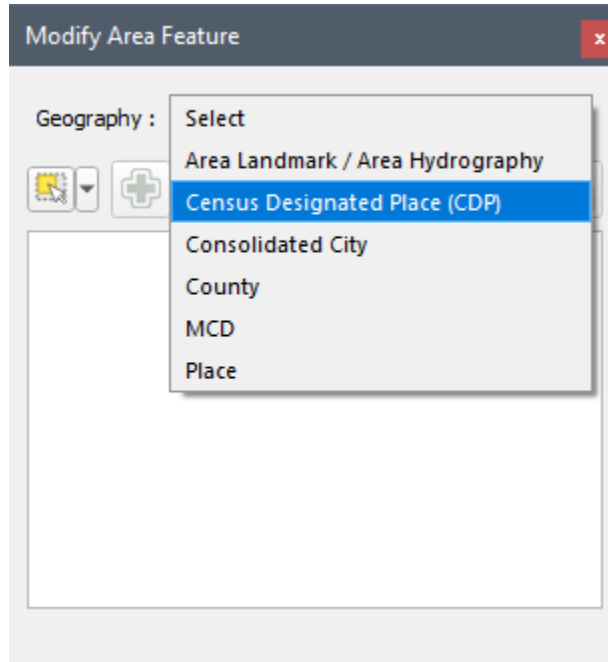 Modify Area Feature
x
Geography :
Select
Area Landmark / Area Hydrography
Census Designated Place (CDP)
Consolidated City
County
MCD
Place